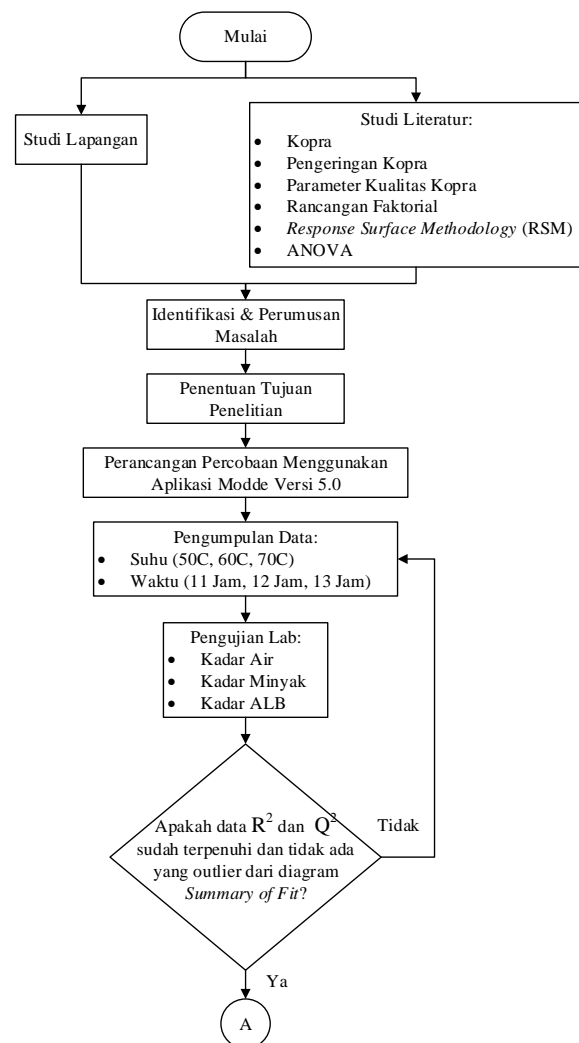 Mulai
Studi Lapangan
Studi Literatur:
• Kopra
• Pengeringan Kopra
• Parameter Kualitas Kopra
• Rancangan Faktorial
• Response Surface Methodology (RSM)
• ANOVA
Identifikasi & Perumusan
Masalah
Penentuan Tujuan
Penelitian
Perancangan Percobaan Menggunakan
Aplikasi Modde Versi 5.0
Pengumpulan Data:
• Suhu (50C, 60C, 70C)
• Waktu (11 Jam, 12 Jam, 13 Jam)
Pengujian Lab:
• Kadar Air
• Kadar Minyak
• Kadar ALB
Apakah data R² dan Q²
sudah terpenuhi dan tidak ada
yang outlier dari diagram
Summary of Fit?
Tidak
Ya
A